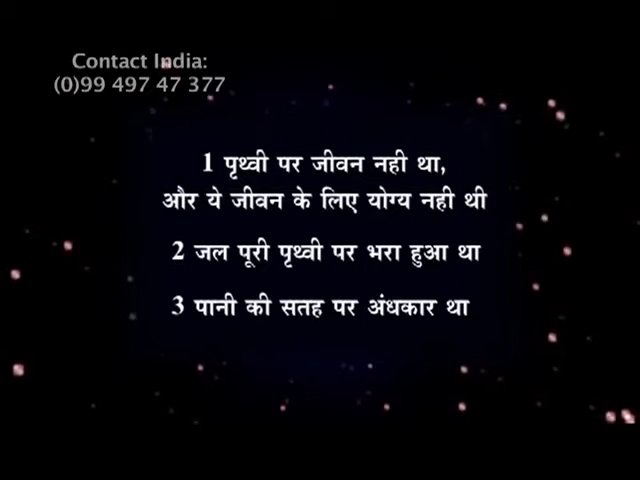 Contact India:
(0)99 497 47 377
1 पृथ्वी पर जीवन नही था,
और ये जीवन के लिए योग्य नही थी
2 जल पूरी पृथ्वी पर भरा हुआ था
3 पानी की सतह पर अंधकार था